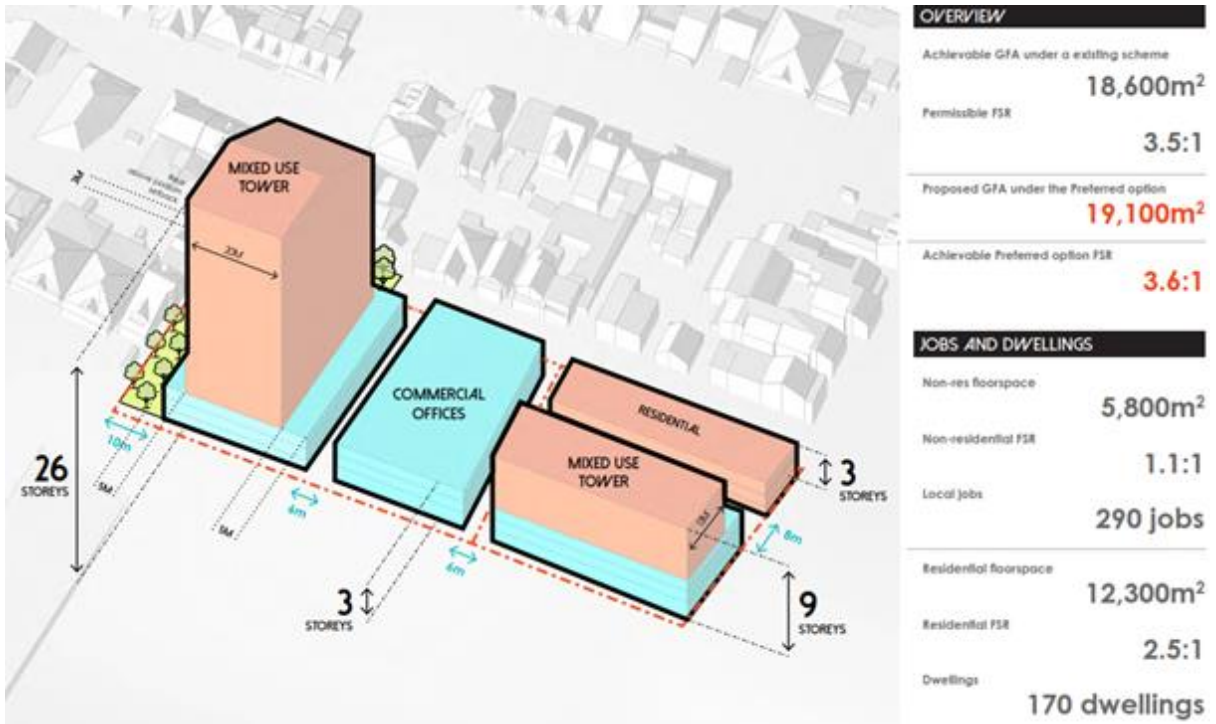 MIXED USE
TOWER
3M
above podium
setback
COMMERCIAL
OFFICES
RESIDENTIAL
MIXED USE
TOWER
10m
5M
5M
6m
6m
8m
26
STOREYS
3
STOREYS
3
STOREYS
9
STOREYS
OVERVIEW
Achievable GFA under a existing scheme
18,600m²
Permissible FSR
3.5:1
Proposed GFA under the Preferred option
19,100m²
Achievable Preferred option FSR
3.6:1
JOBS AND DWELLINGS
Non-res floorspace
5,800m²
Non-residential FSR
1.1:1
Local jobs
290 jobs
Residential floorspace
12,300m²
Residential FSR
2.5:1
Dwellings
170 dwellings